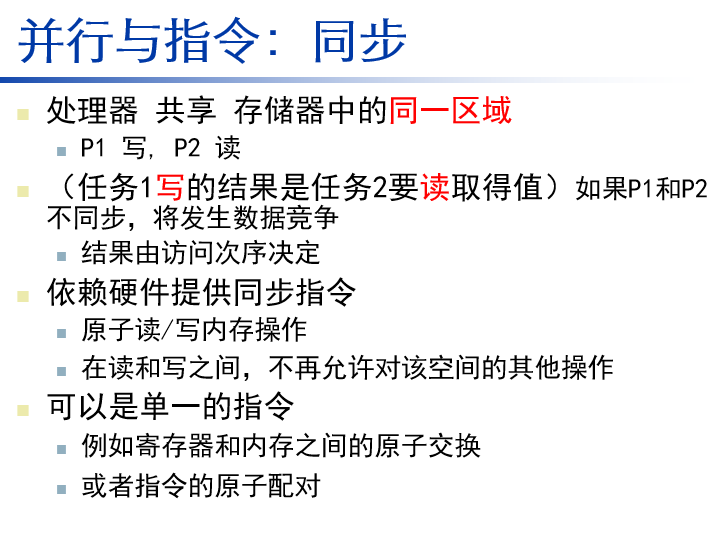 并行与指令: 同步
处理器 共享 存储器中的同一区域
P1 写, P2 读
（任务1写的结果是任务2要读取得值）如果P1和P2
不同步，将发生数据竞争
结果由访问次序决定
依赖硬件提供同步指令
原子读/写内存操作
在读和写之间，不再允许对该空间的其他操作
可以是单一的指令
例如寄存器和内存之间的原子交换
或者指令的原子配对